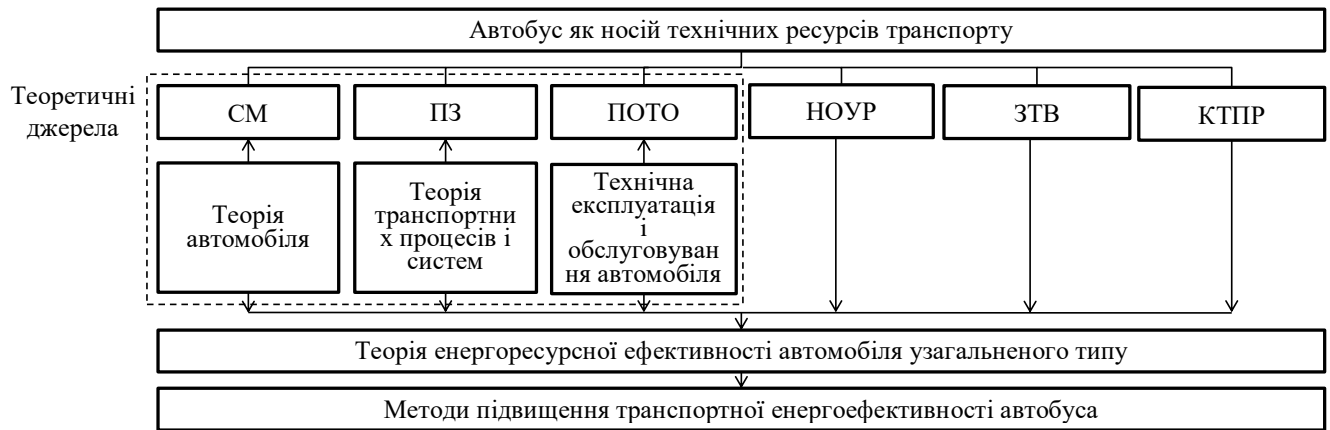 Автобус як носій технічних ресурсів транспорту
Теоретичні
джерела
СМ
ПЗ
ПОТО
НОУР
ЗТВ
КТПР
Теорія
автомобіля
Теорія
транспортни
х процесів і
систем
Технічна
експлуатація
і
обслуговуван
ня автомобіля
Теорія енергоресурсної ефективності автомобіля узагальненого типу
Методи підвищення транспортної енергоефективності автобуса